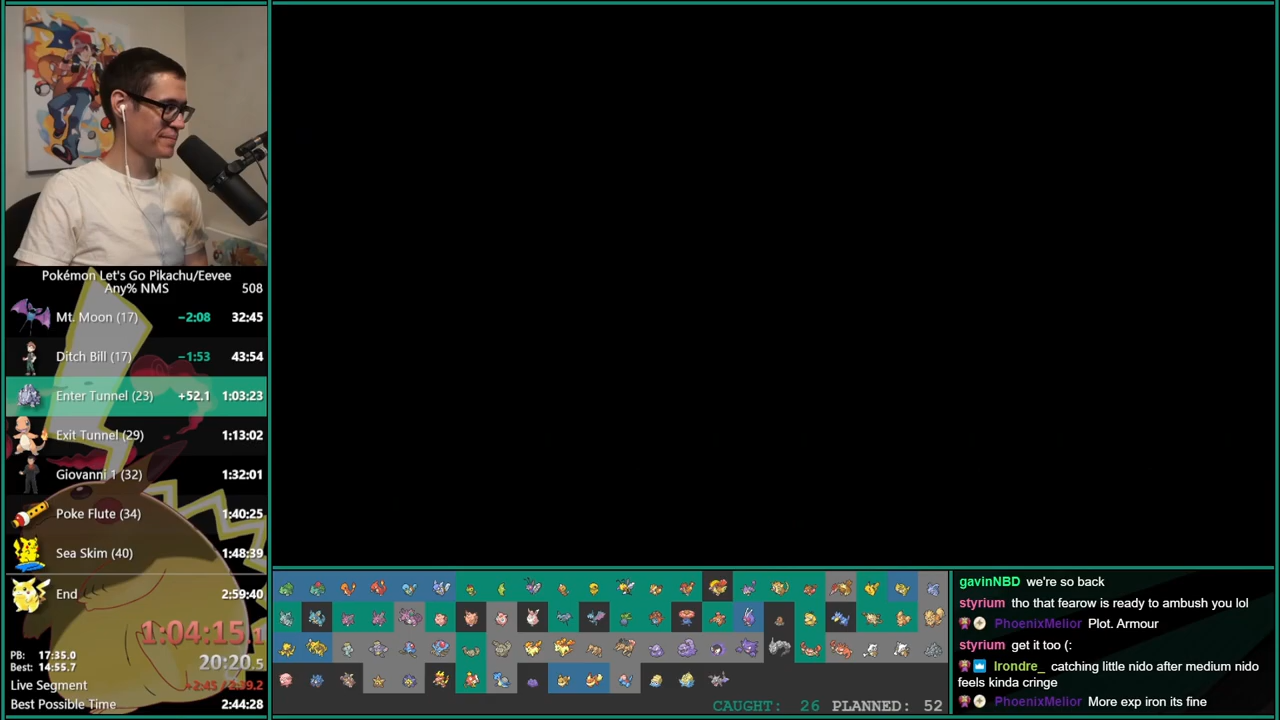 Pokémon Let's Go Pikachu/Eevee
Any% NMS 508
Mt. Moon (17) −2:08 32:45
Ditch Bill (17) −1:53 43:54
Enter Tunnel (23) +52.1 1:03:23
Exit Tunnel (29) 1:13:02
Giovanni 1 (32) 1:32:01
Poke Flute (34) 1:40:25
Sea Skim (40) 1:48:39
End 2:59:40
1:04:15.1
PB: 17:35.0
Best: 14:55.7
20:20.5
Live Segment +2:45 / 2:39.2
Best Possible Time 2:44:28
CAUGHT: 26 PLANNED: 52
gavinNBD we're so back
styrium tho that fearow is ready to ambush you lol
PhoenixMelior Plot. Armour
styrium get it too (:
lrondre_ catching little nido after medium nido
feels kinda cringe
PhoenixMelior More exp iron its fine